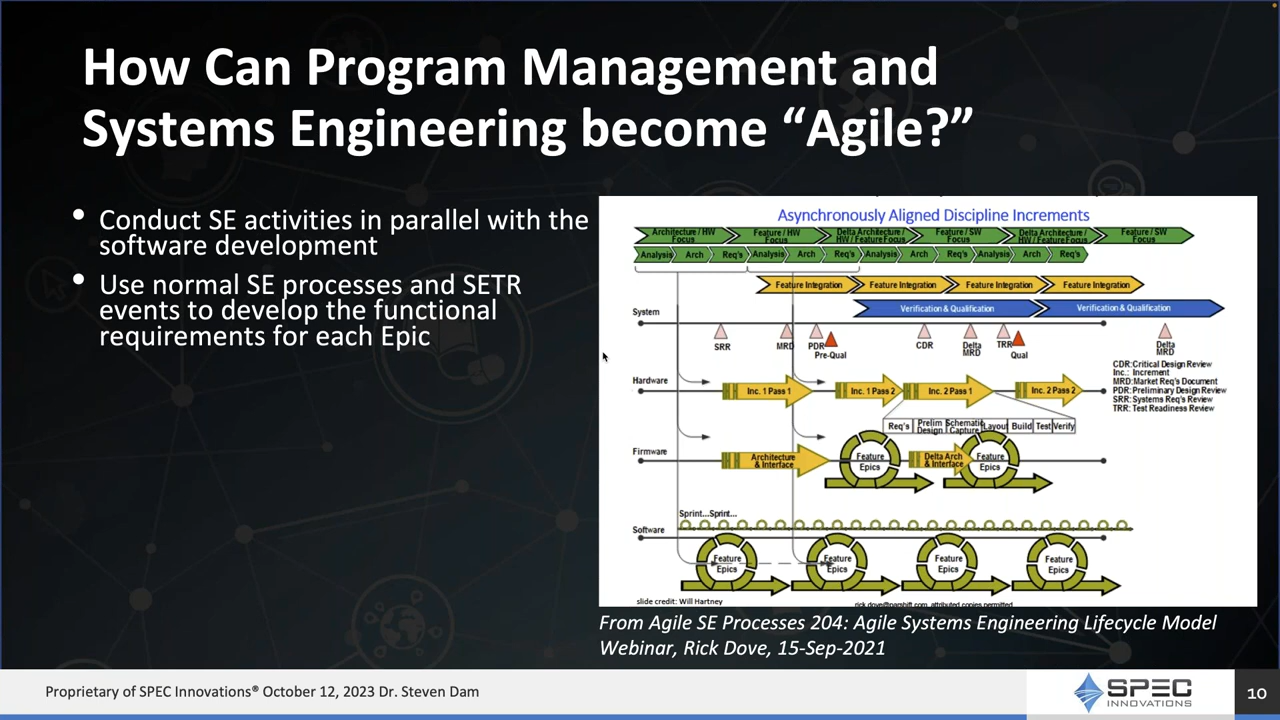 How Can Program Management and
Systems Engineering become “Agile?”
• Conduct SE activities in parallel with the
software development
• Use normal SE processes and SETR
events to develop the functional
requirements for each Epic
Asynchronously Aligned Discipline Increments
Architecture / HW
Focus
Feature / HW
Focus
Delta Architecture /
HW / Feature Focus
Feature / SW
Focus
Delta Architecture /
HW / Feature Focus
Feature / SW
Focus
Analysis Arch Req's Analysis Arch Req's Analysis Arch Req's Analysis Arch Req's
Feature Integration Feature Integration Feature Integration Feature Integration
Verification & Qualification Verification & Qualification
System
SRR
MRD
PDR
Pre-Qual
CDR
Delta
MRD
TRR
Qual
Delta
MRD
CDR: Critical Design Review
Inc.: Increment
MRD: Market Req's Document
PDR: Preliminary Design Review
SRR: Systems Req's Review
TRR: Test Readiness Review
Hardware
Inc. 1 Pass 1 Inc. 1 Pass 2 Inc. 2 Pass 1 Inc. 2 Pass 2
Req's
Prelim
Design
Schematic
Capture
Layout
Build
Test
Verify
Firmware
Architecture
& Interface
Feature
Epics
Delta Arch
& Interface
Feature
Epics
Sprint...Sprint...
Software
Feature
Epics
Feature
Epics
Feature
Epics
Feature
Epics
slide credit: Will Hartney
rick.dove@parshift.com, attributed copies permitted
From Agile SE Processes 204: Agile Systems Engineering Lifecycle Model
Webinar, Rick Dove, 15-Sep-2021
Proprietary of SPEC Innovations® October 12, 2023 Dr. Steven Dam
SPEC
INNOVATIONS
10